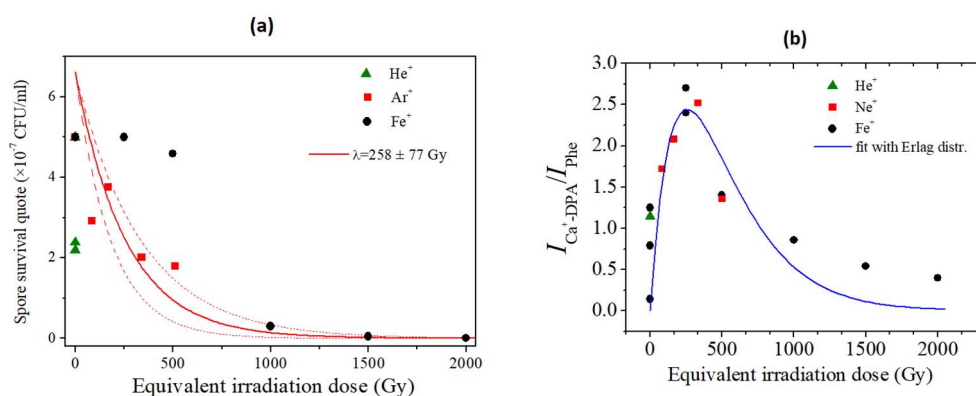 (a)
6
4
2
0
Spore survival quote (×10⁻⁷ CFU/ml)
He⁺
Ar⁺
Fe⁺
λ=258 ± 77 Gy
0 500 1000 1500 2000
Equivalent irradiation dose (Gy)
(b)
3.0
2.5
2.0
1.5
1.0
0.5
0.0
I Ca⁺-DPA/I Phe
He⁺
Ne⁺
Fe⁺
fit with Erlag distr.
0 500 1000 1500 2000
Equivalent irradiation dose (Gy)